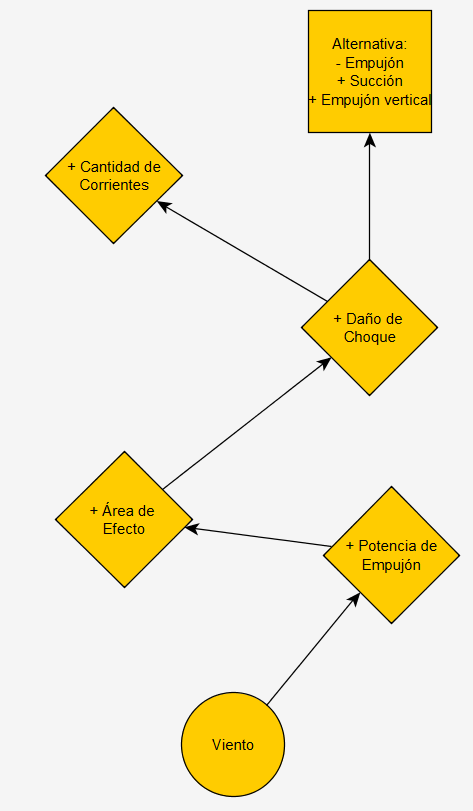 Alternativa:
- Empujón
+ Succión
+ Empujón vertical
+ Cantidad de
Corrientes
+ Daño de
Choque
+ Área de
Efecto
+ Potencia de
Empujón
Viento